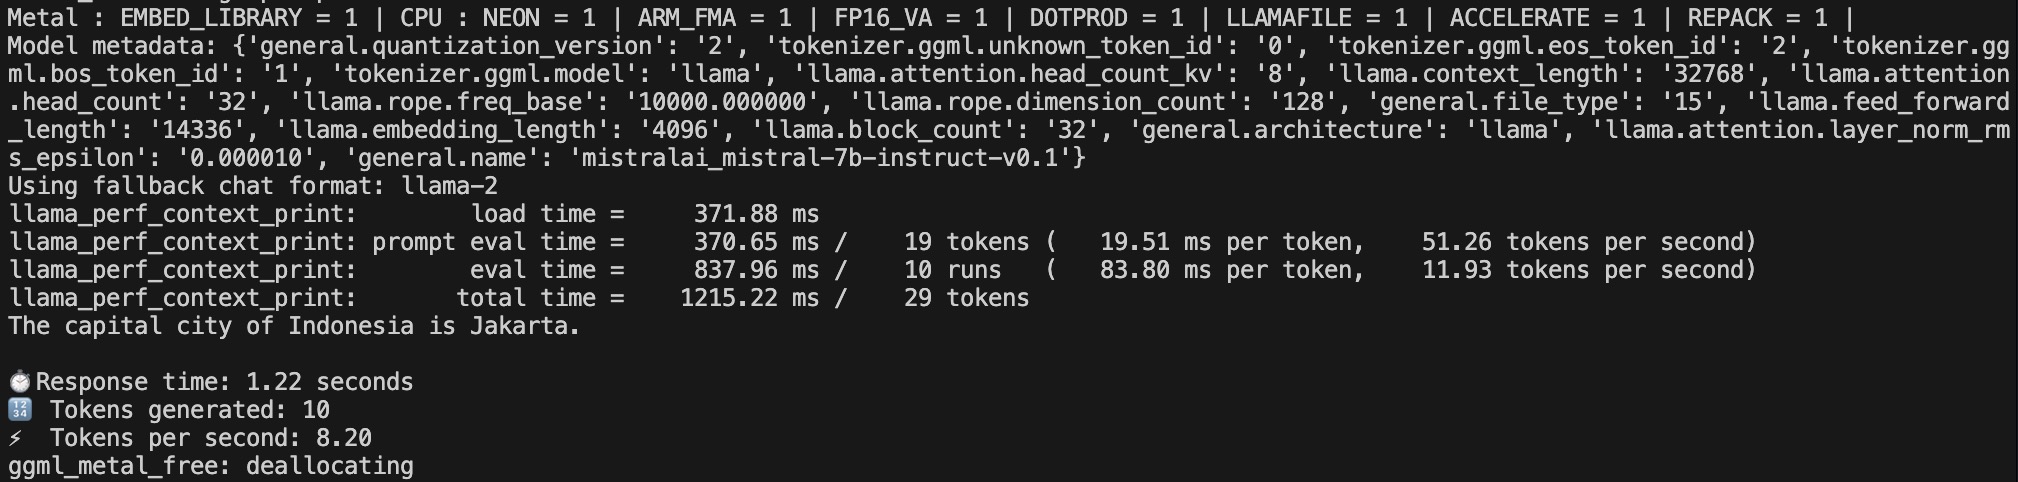 Metal : EMBED_LIBRARY = 1 | CPU : NEON = 1 | ARM_FMA = 1 | FP16_VA = 1 | DOTPROD = 1 | LLAMAFILE = 1 | ACCELERATE = 1 | REPACK = 1 |
Model metadata: {'general.quantization_version': '2', 'tokenizer.ggml.unknown_token_id': '0', 'tokenizer.ggml.eos_token_id': '2', 'tokenizer.gg
ml.bos_token_id': '1', 'tokenizer.ggml.model': 'llama', 'llama.attention.head_count_kv': '8', 'llama.context_length': '32768', 'llama.attention
.head_count': '32', 'llama.rope.freq_base': '10000.000000', 'llama.rope.dimension_count': '128', 'general.file_type': '15', 'llama.feed_forward
_length': '14336', 'llama.embedding_length': '4096', 'llama.block_count': '32', 'general.architecture': 'llama', 'llama.attention.layer_norm_rm
s_epsilon': '0.000010', 'general.name': 'mistralai_mistral-7b-instruct-v0.1'}
Using fallback chat format: llama-2
llama_perf_context_print:        load time =     371.88 ms
llama_perf_context_print: prompt eval time =     370.65 ms /    19 tokens (   19.51 ms per token,    51.26 tokens per second)
llama_perf_context_print:        eval time =     837.96 ms /    10 runs   (   83.80 ms per token,    11.93 tokens per second)
llama_perf_context_print:       total time =    1215.22 ms /    29 tokens
The capital city of Indonesia is Jakarta.
⏱️Response time: 1.22 seconds
🔢 Tokens generated: 10
⚡ Tokens per second: 8.20
ggml_metal_free: deallocating